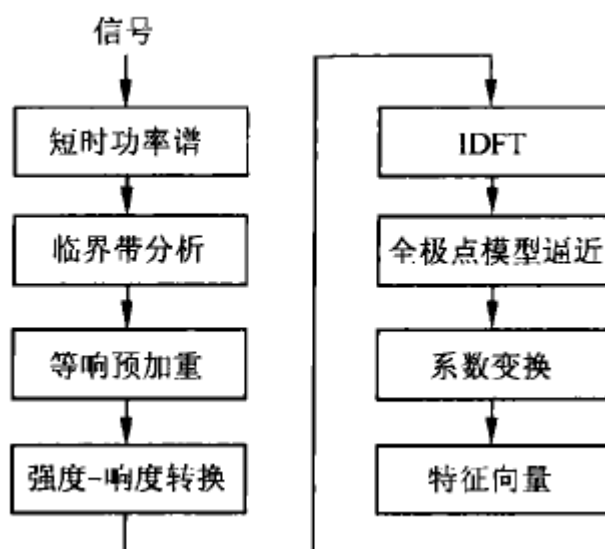 信号
短时功率谱
临界带分析
等响预加重
强度-响度转换
IDFT
全极点模型逼近
系数变换
特征向量